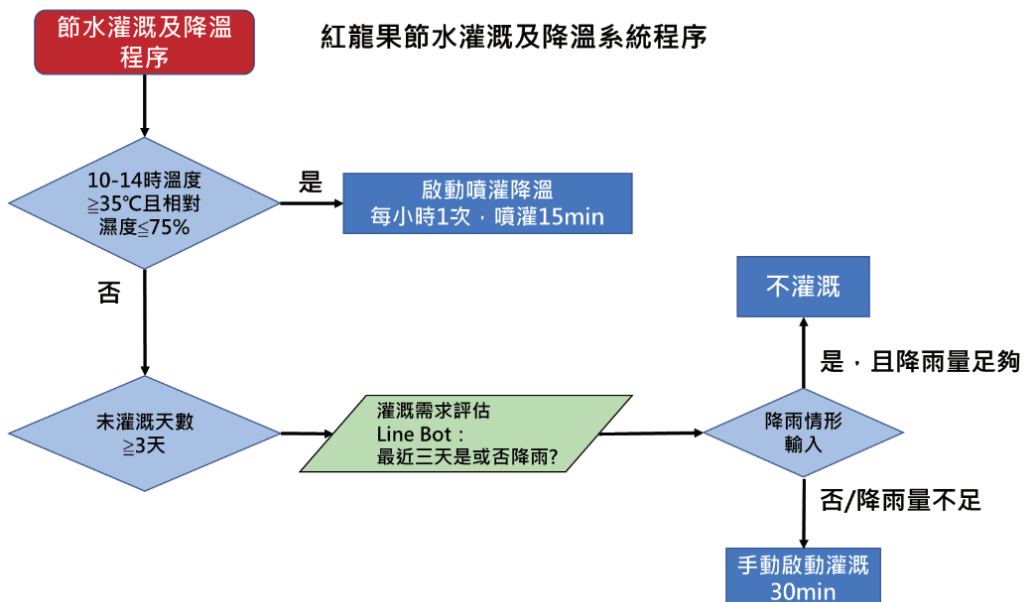 節水灌溉及降溫
程序
紅龍果節水灌溉及降溫系統程序
10-14時溫度
≧35℃且相對
濕度≦75%
是
啟動噴灌降溫
每小時1次，噴灌15min
否
不灌溉
是，且降雨量足夠
未灌溉天數
≧3天
灌溉需求評估
Line Bot：
最近三天是或否降雨?
降雨情形
輸入
否/降雨量不足
手動啟動灌溉
30min